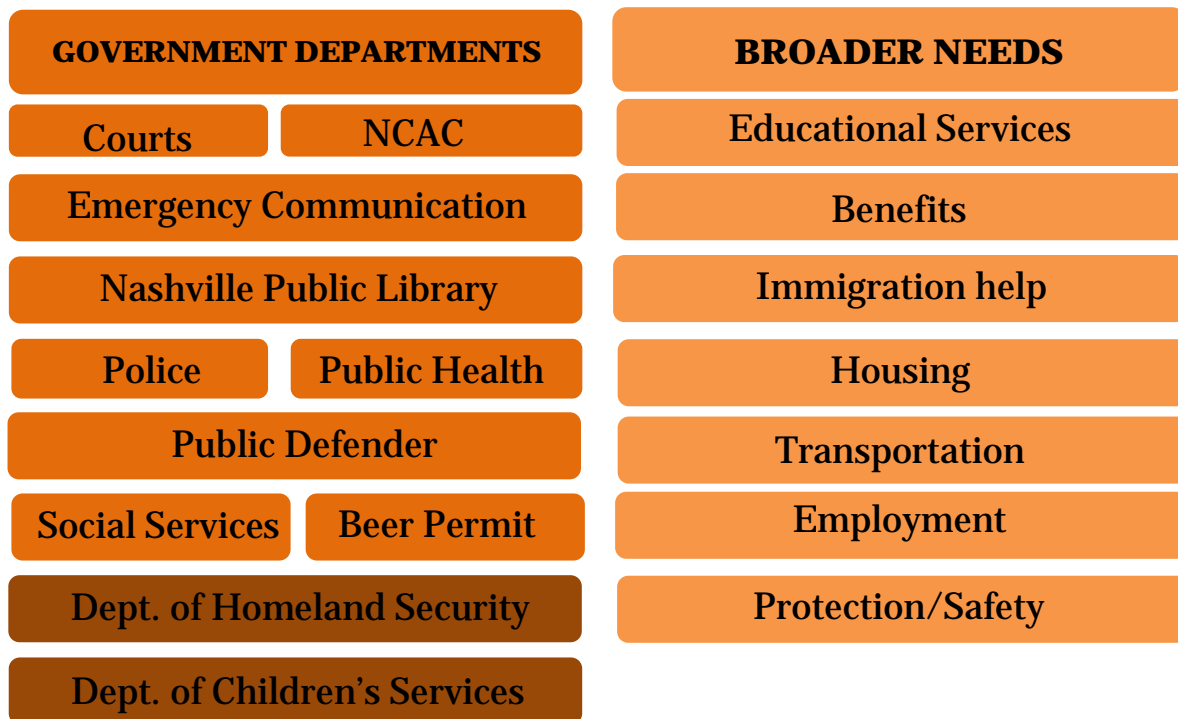 GOVERNMENT DEPARTMENTS
Courts
NCAC
Emergency Communication
Nashville Public Library
Police
Public Health
Public Defender
Social Services
Beer Permit
Dept. of Homeland Security
Dept. of Children's Services
BROADER NEEDS
Educational Services
Benefits
Immigration help
Housing
Transportation
Employment
Protection/Safety